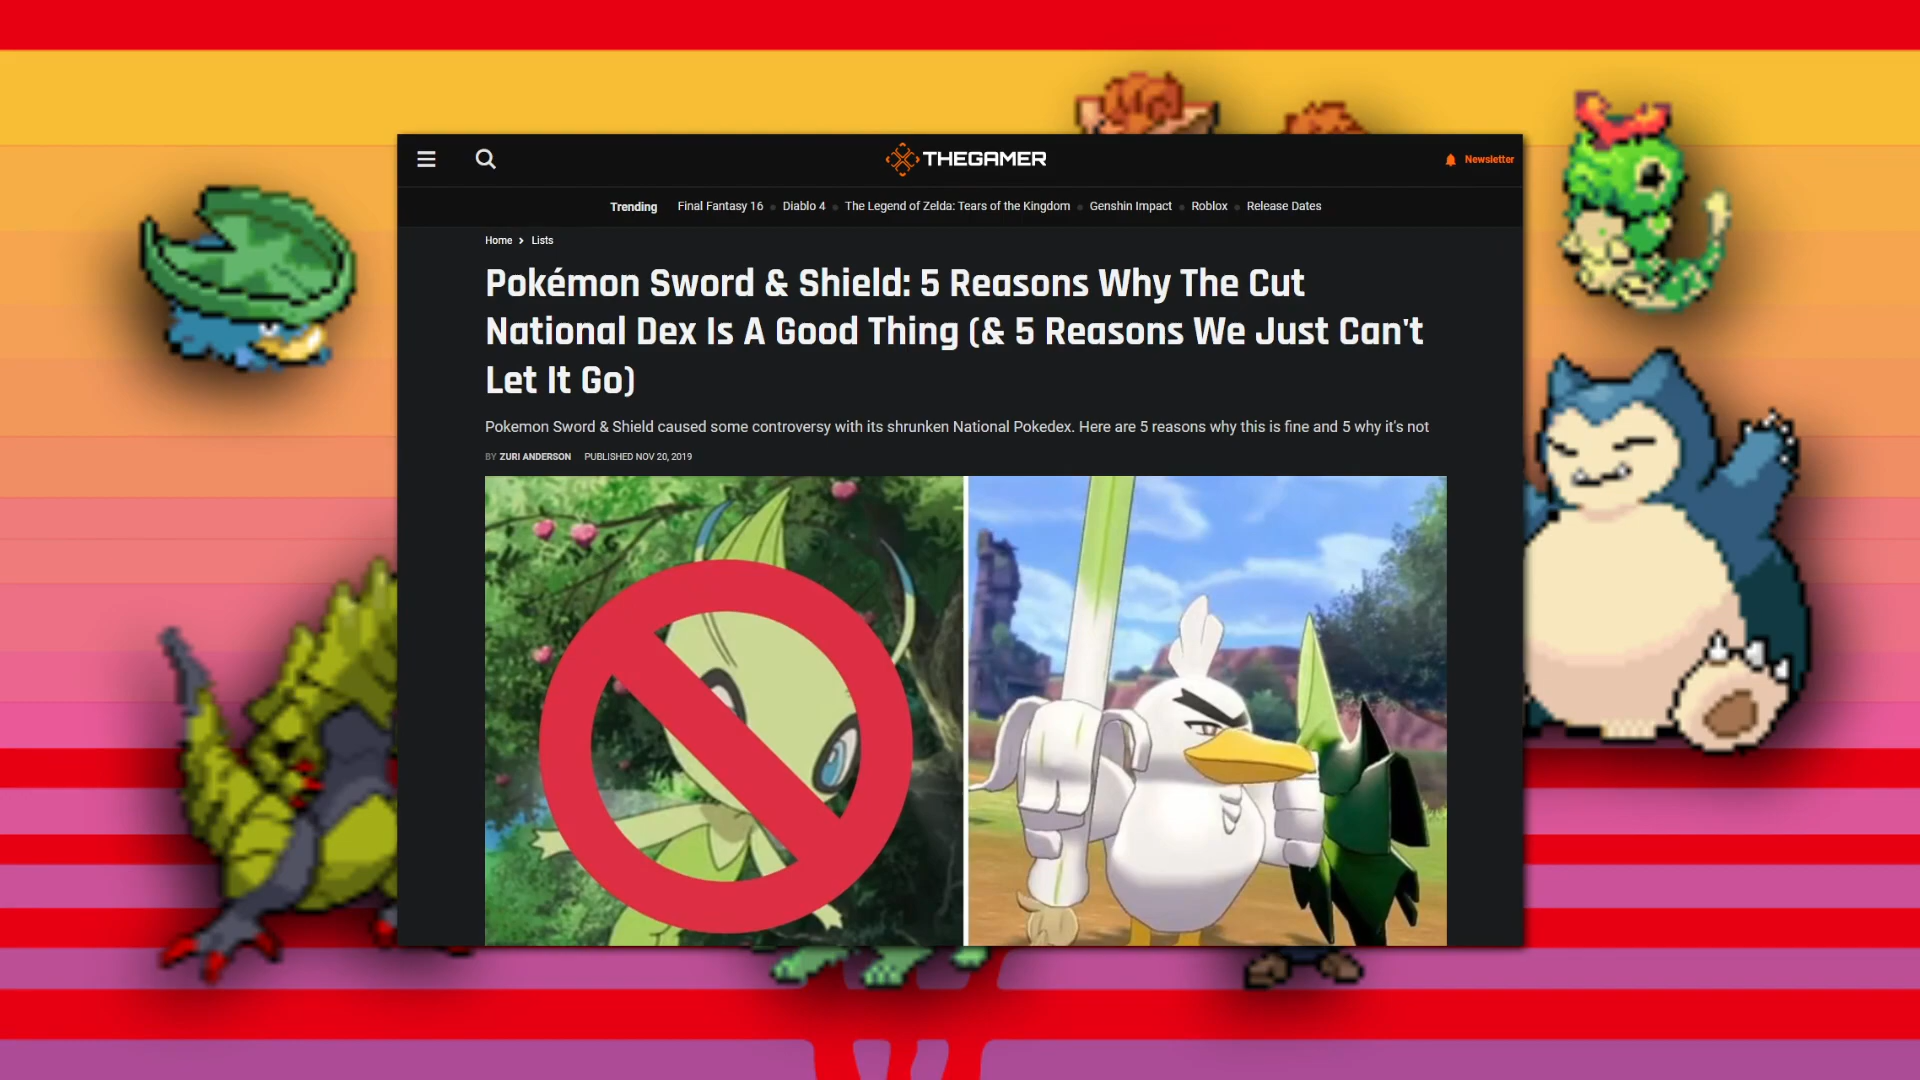 THEGAMER
Newsletter
Trending Final Fantasy 16 Diablo 4 The Legend of Zelda: Tears of the Kingdom Genshin Impact Roblox Release Dates
Home > Lists
Pokémon Sword & Shield: 5 Reasons Why The Cut
National Dex Is A Good Thing (& 5 Reasons We Just Can't
Let It Go)
Pokemon Sword & Shield caused some controversy with its shrunken National Pokedex. Here are 5 reasons why this is fine and 5 why it's not
BY ZURI ANDERSON PUBLISHED NOV 20, 2019